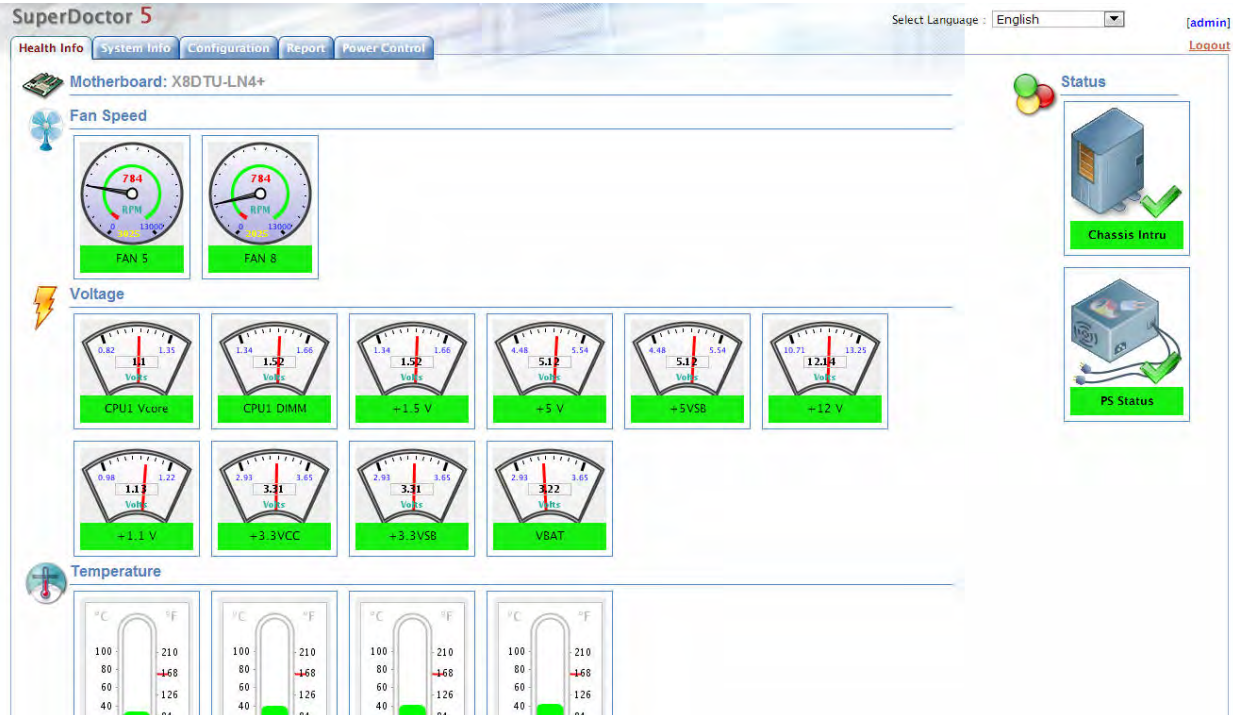 SuperDoctor 5
Select Language : English
[admin]
Logout
Health Info System Info Configuration Report Power Control
Motherboard: X8DTU-LN4+
Status
Fan Speed
784 784
RPM RPM
0 13000 0 13000
3925 2925
FAN 5 FAN 8
Chassis Intru
Voltage
0.82 1.35 1.34 1.66 1.34 1.66 4.48 5.54 4.48 5.54 10.71 13.25
1.1 1.52 1.52 5.12 5.12 12.14
Volts Volts Volts Volts Volts Volts
CPU1 Vcore CPU1 DIMM +1.5 V +5 V +5VSB +12 V
PS Status
0.98 1.22 2.93 3.65 2.93 3.65 2.93 3.65
1.13 3.31 3.31 3.22
Volts Volts Volts Volts
+1.1 V +3.3VCC +3.3VSB VBAT
Temperature
°C °F °C °F °C °F °C °F
100 210 100 210 100 210 100 210
80 168 80 168 80 168 80 168
60 126 60 126 60 126 60 126
40 40 40 40